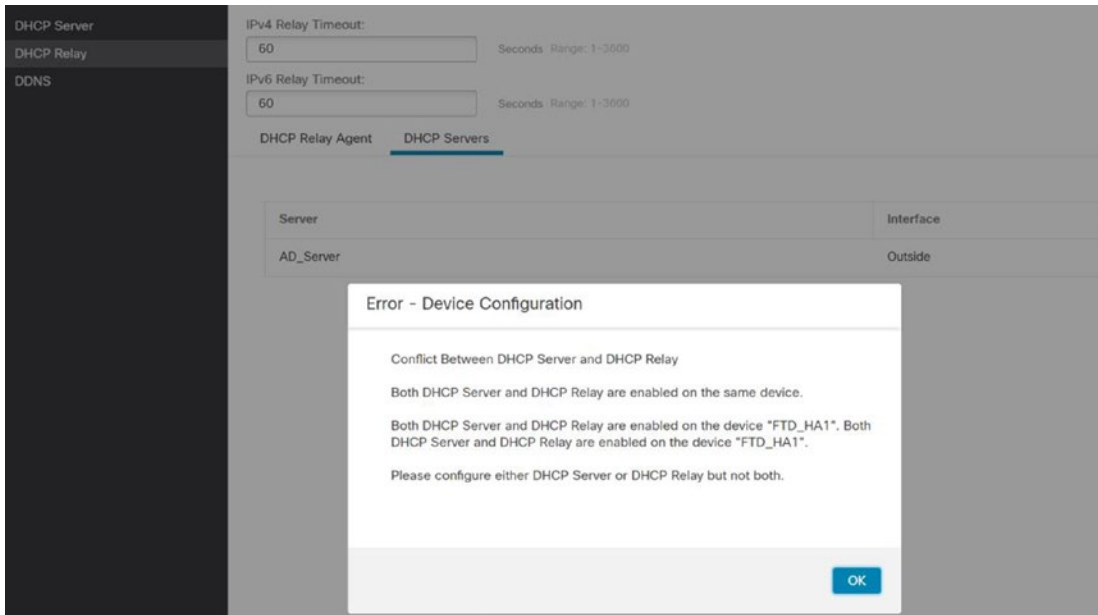 DHCP Server
DHCP Relay
DDNS
IPv4 Relay Timeout:
60
Seconds Range: 1-3600
IPv6 Relay Timeout:
60
Seconds Range: 1-3600
DHCP Relay Agent
DHCP Servers
Server
Interface
AD_Server
Outside
Error - Device Configuration
Conflict Between DHCP Server and DHCP Relay
Both DHCP Server and DHCP Relay are enabled on the same device.
Both DHCP Server and DHCP Relay are enabled on the device "FTD_HA1". Both
DHCP Server and DHCP Relay are enabled on the device "FTD_HA1".
Please configure either DHCP Server or DHCP Relay but not both.
OK